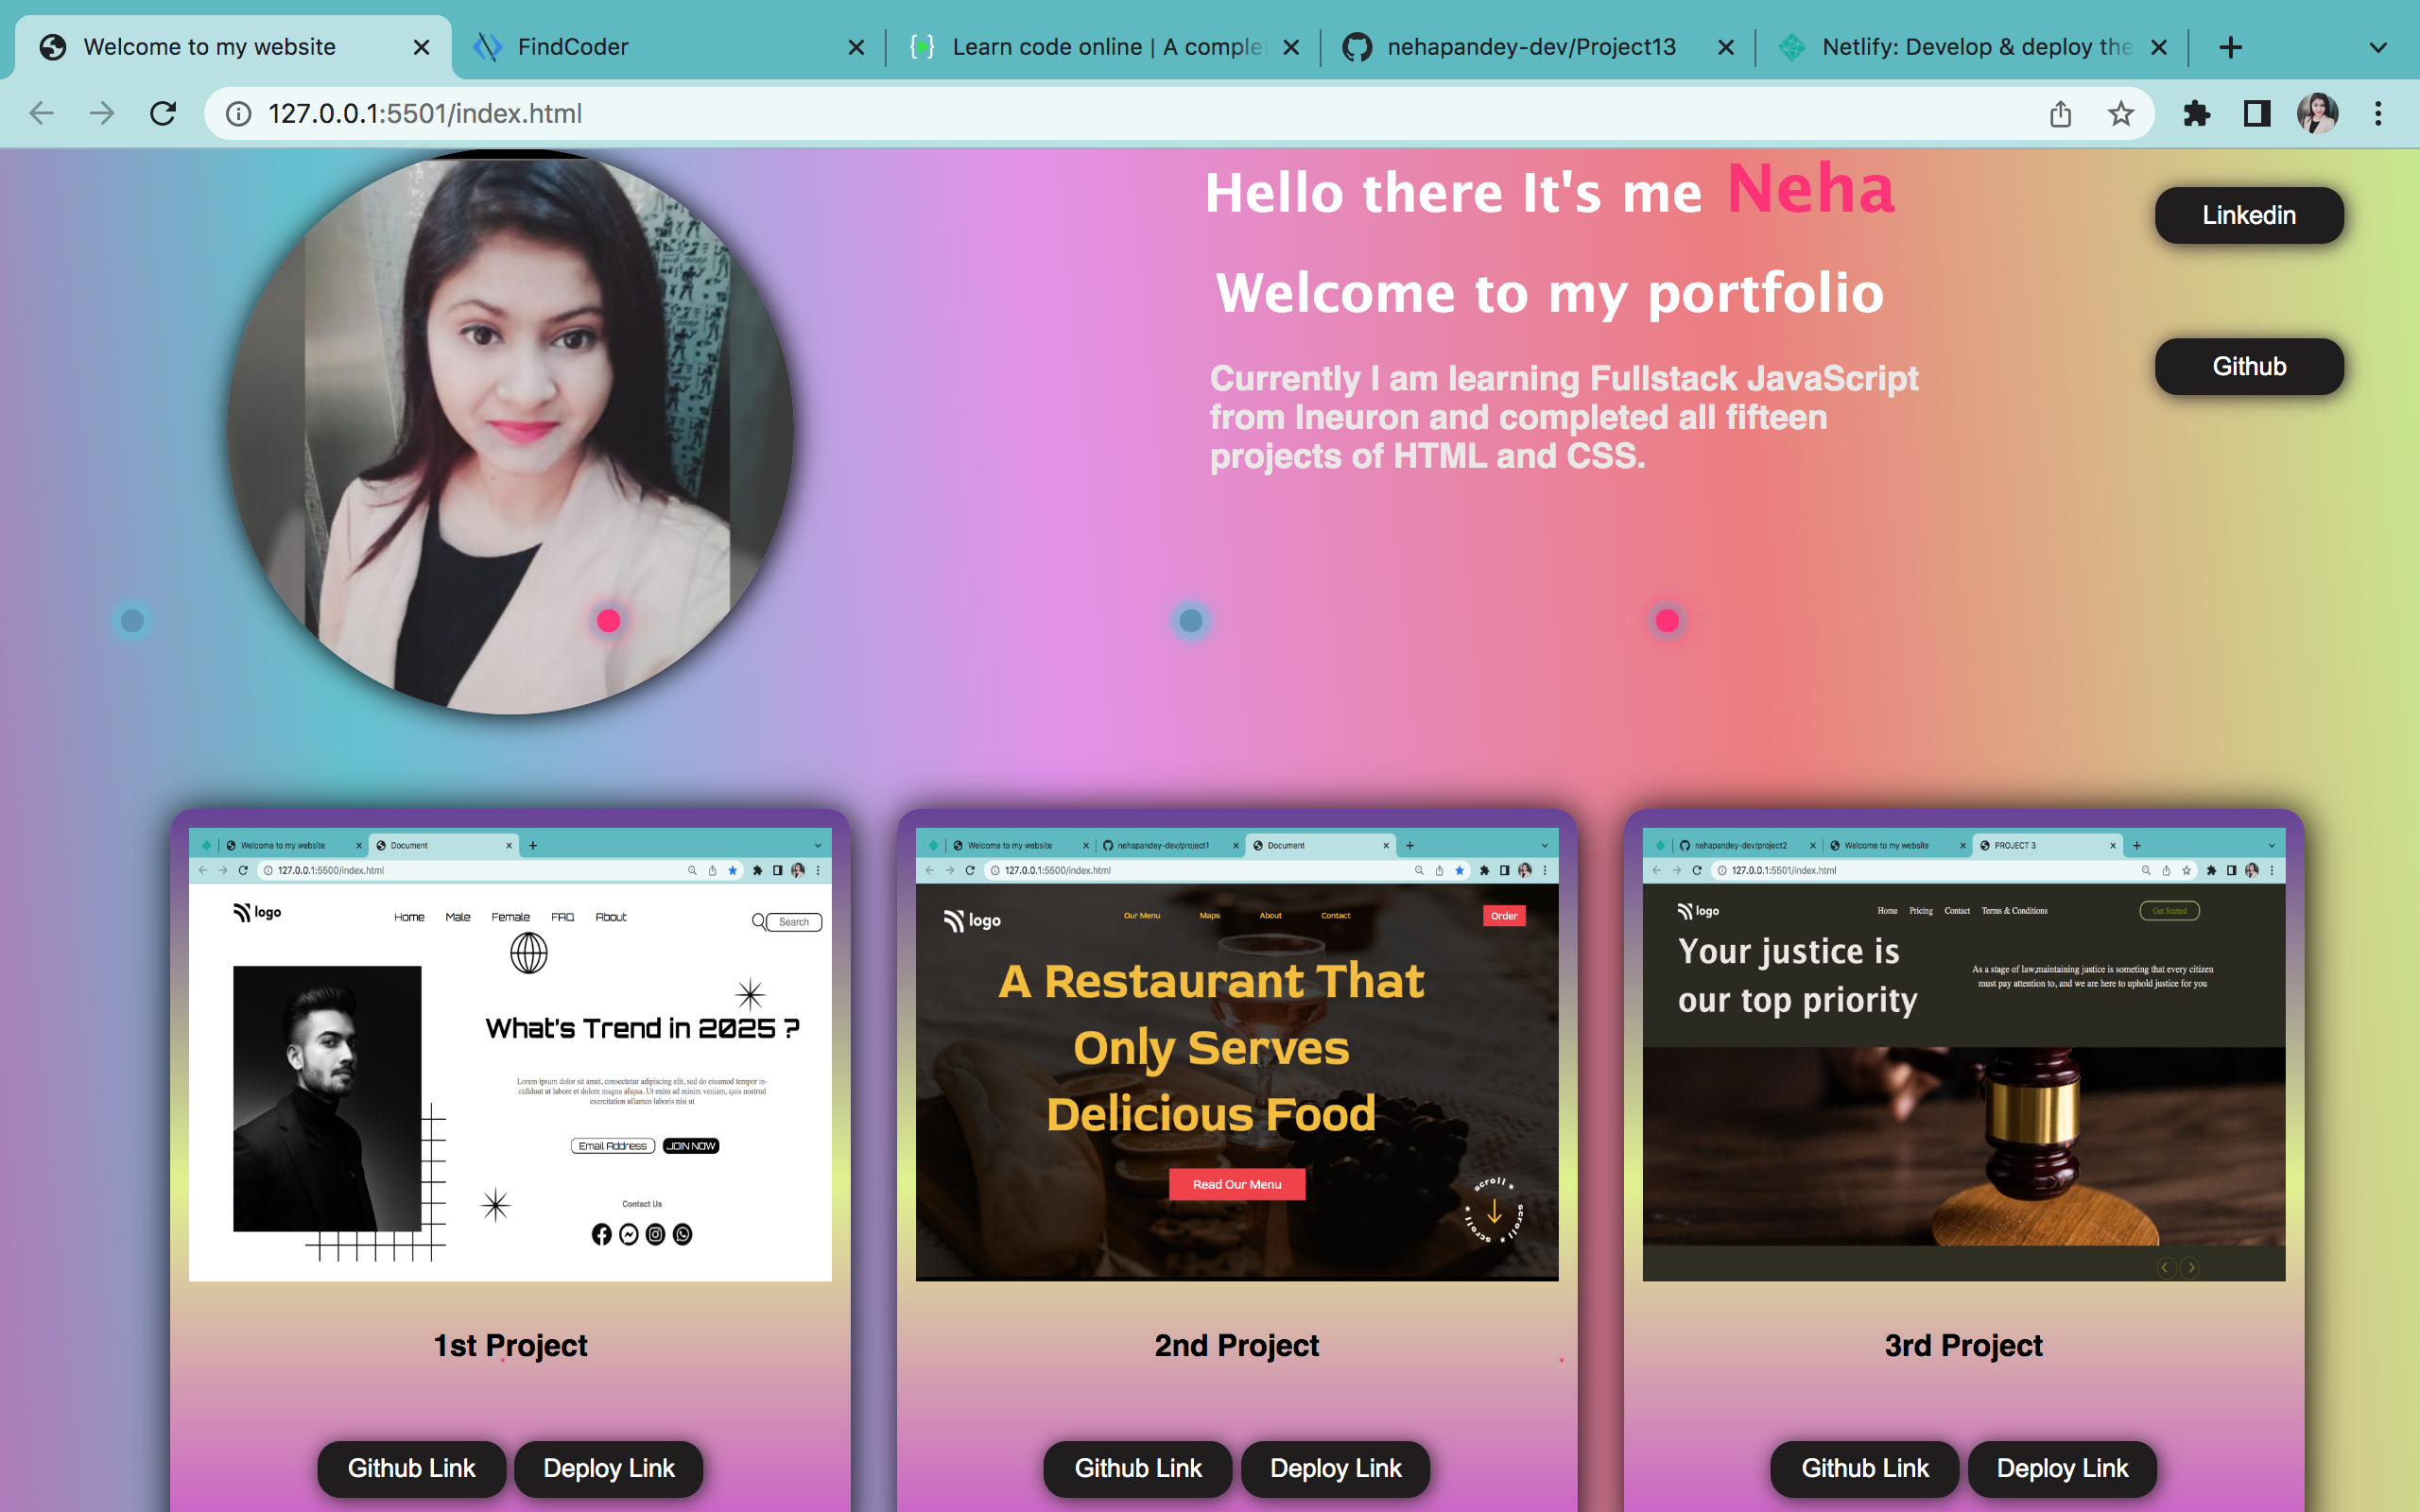 Welcome to my website
FindCoder
Learn code online | A comple
nehapandey-dev/Project13
Netlify: Develop & deploy the
127.0.0.1:5501/index.html
Hello there It's me Neha
Welcome to my portfolio
Currently I am learning Fullstack JavaScript
from Ineuron and completed all fifteen
projects of HTML and CSS.
Linkedin
Github
Welcome to my website
Document
127.0.0.1:5500/index.html
logo
Home Male Female FAQ About
Search
What's Trend in 2025 ?
Lorem ipsum dolor sit amet, consectetur adipiscing elit, sed do eiusmod tempor in-
cididunt ut labore et dolore magna aliqua. Ut enim ad minim veniam, quis nostrud
exercitation ullamco laboris nisi ut
Email Address JOIN NOW
Contact Us
1st Project
Github Link
Deploy Link
Welcome to my website
nehapandey-dev/project1
Document
127.0.0.1:5500/index.html
logo
Our Menu Maps About Contact
Order
A Restaurant That
Only Serves
Delicious Food
Read Our Menu
scroll * scroll * scroll *
2nd Project
Github Link
Deploy Link
nehapandey-dev/project2
Welcome to my website
PROJECT 3
127.0.0.1:5501/index.html
logo
Home Pricing Contact Terms & Conditions
Get Started
Your justice is
our top priority
As a stage of law,maintaining justice is someting that every citizen
must pay attention to, and we are here to uphold justice for you
3rd Project
Github Link
Deploy Link